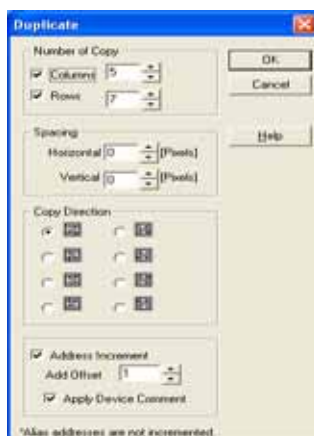 Duplicate
Number of Copy
Columns 5
Rows 7
OK
Cancel
Help
Spacing
Horizontal 0 [Pixels]
Vertical 0 [Pixels]
Copy Direction
Address Increment
Add Offset 1
Apply Device Comment
*Alias addresses are not incremented